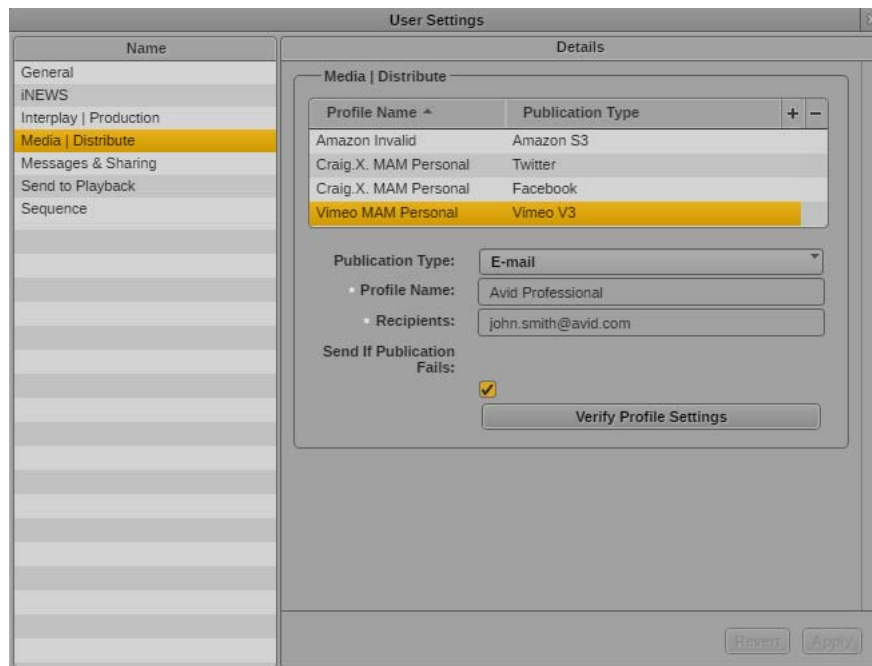 User Settings
Name
General
iNEWS
Interplay | Production
Media | Distribute
Messages & Sharing
Send to Playback
Sequence
Details
Media | Distribute
Profile Name Publication Type + −
Amazon Invalid Amazon S3
Craig.X. MAM Personal Twitter
Craig.X. MAM Personal Facebook
Vimeo MAM Personal Vimeo V3
Publication Type: E-mail
* Profile Name: Avid Professional
* Recipients: john.smith@avid.com
Send If Publication
Fails:
Verify Profile Settings
Revert Apply